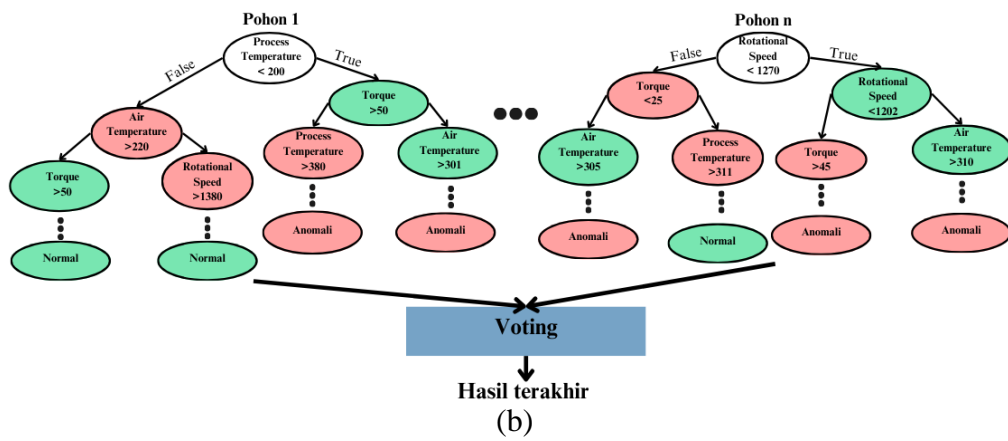 Pohon 1
Pohon n
Process
Temperature
< 200
False
True
Air
Temperature
>220
Torque
>50
Torque
>50
Rotational
Speed
>1380
Process
Temperature
>380
Air
Temperature
>301
Normal
Normal
Anomali
Anomali
Rotational
Speed
< 1270
False
True
Torque
<25
Rotational
Speed
<1202
Air
Temperature
>305
Process
Temperature
>311
Torque
>45
Air
Temperature
>310
Anomali
Normal
Anomali
Anomali
Voting
Hasil terakhir
(b)